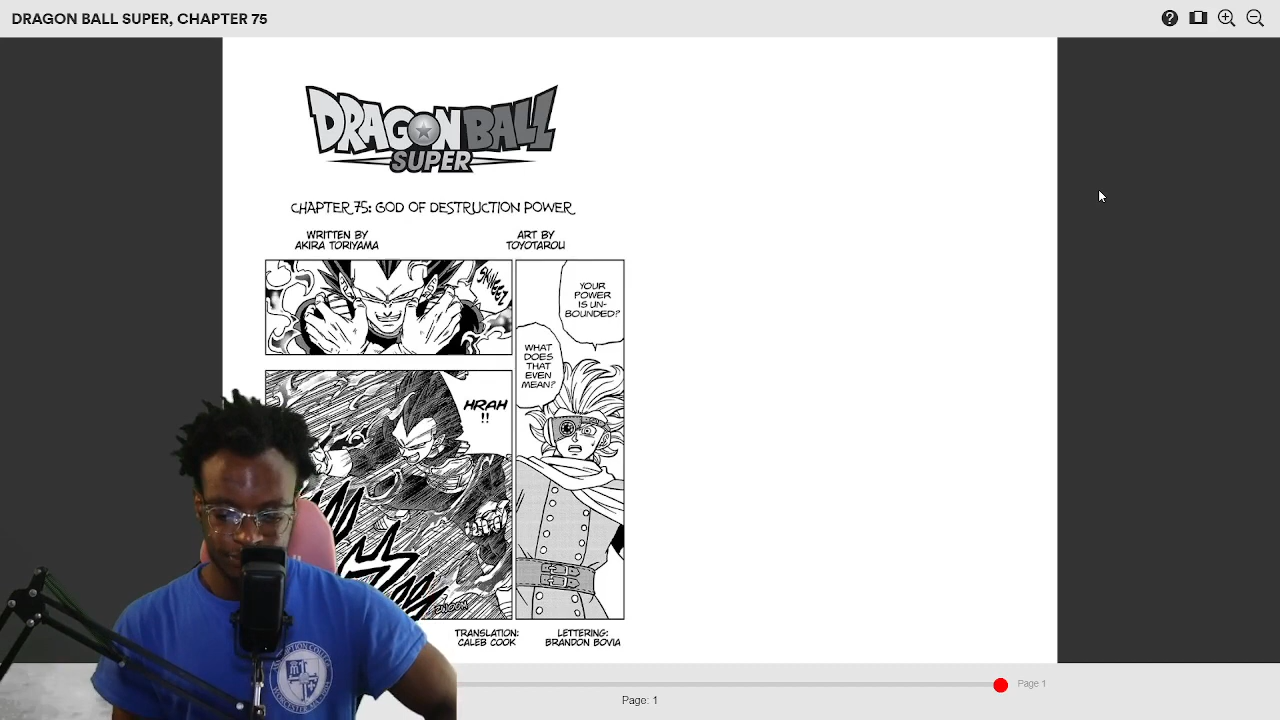 DRAGON BALL SUPER, CHAPTER 75
DRAGON BALL
SUPER
CHAPTER 75: GOD OF DESTRUCTION POWER
WRITTEN BY
AKIRA TORIYAMA
ART BY
TOYOTAROU
YOUR
POWER
IS UN-
BOUNDED?
WHAT
DOES
THAT
EVEN
MEAN?
HRAH
!!
TRANSLATION:
CALEB COOK
LETTERING:
BRANDON BOVIA
Page 1
Page: 1